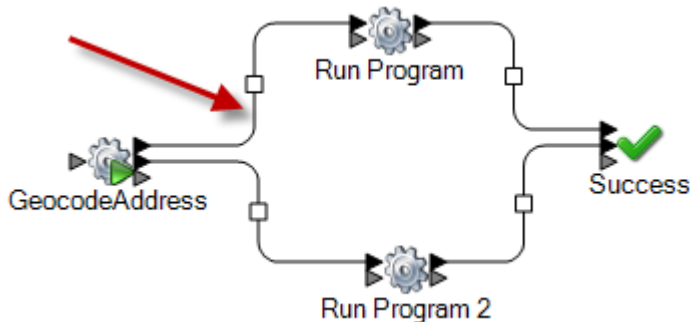 Run Program
GeocodeAddress
Success
Run Program 2